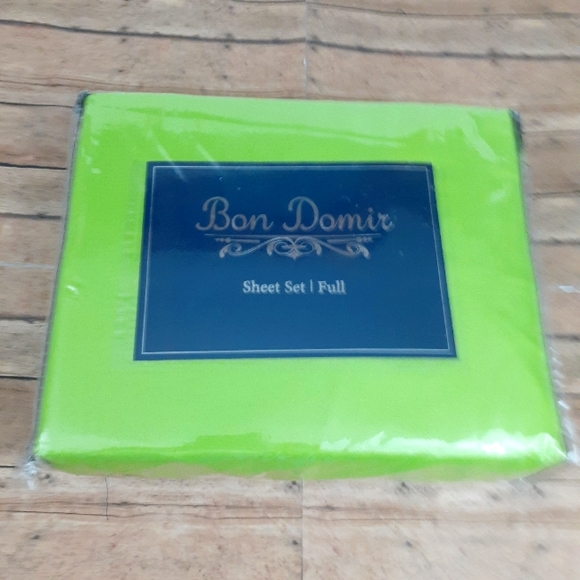 Bon Domir
Sheet Set | Full